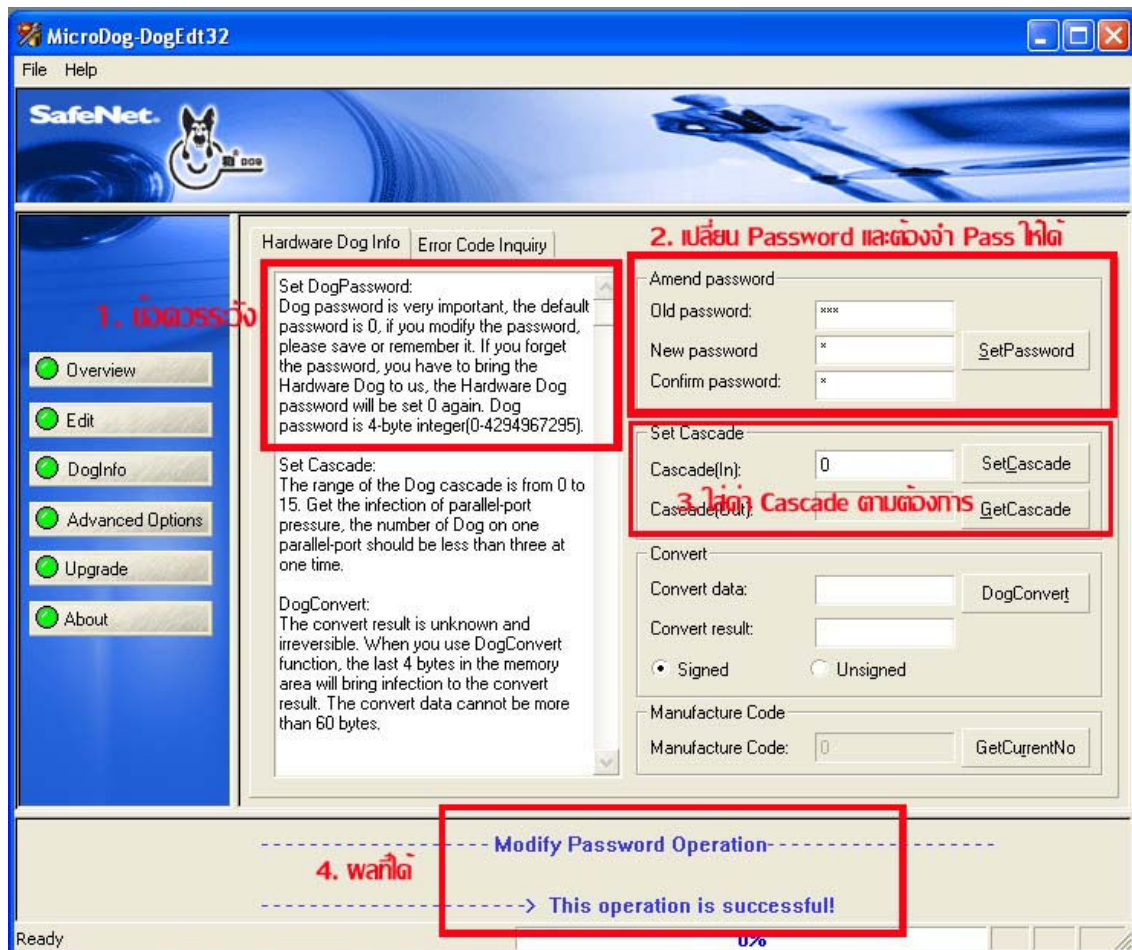 MicroDog-DogEdt32
File Help
SafeNet.
DOG
1. ข้อควรระวัง
Overview
Edit
DogInfo
Advanced Options
Upgrade
About
Hardware Dog Info
Error Code Inquiry
Set DogPassword:
Dog password is very important, the default
password is 0, if you modify the password,
please save or remember it. If you forget
the password, you have to bring the
Hardware Dog to us, the Hardware Dog
password will be set 0 again. Dog
password is 4-byte integer(0-4294967295).
Set Cascade:
The range of the Dog cascade is from 0 to
15. Get the infection of parallel-port
pressure, the number of Dog on one
parallel-port should be less than three at
one time.
DogConvert:
The convert result is unknown and
irreversible. When you use DogConvert
function, the last 4 bytes in the memory
area will bring infection to the convert
result. The convert data cannot be more
than 60 bytes.
2. เปลี่ยน Password และต้องจำ Pass ให้ได้
Amend password
Old password: ***
New password *
Confirm password: *
SetPassword
Set Cascade
Cascade(In): 0
SetCascade
Cascade(Out):
GetCascade
3. ใส่ค่า Cascade ตามต้องการ
Convert
Convert data:
DogConvert
Convert result:
Signed Unsigned
Manufacture Code
Manufacture Code: 0
GetCurrentNo
Modify Password Operation
4. ผลที่ได้
> This operation is successful!
Ready
0%